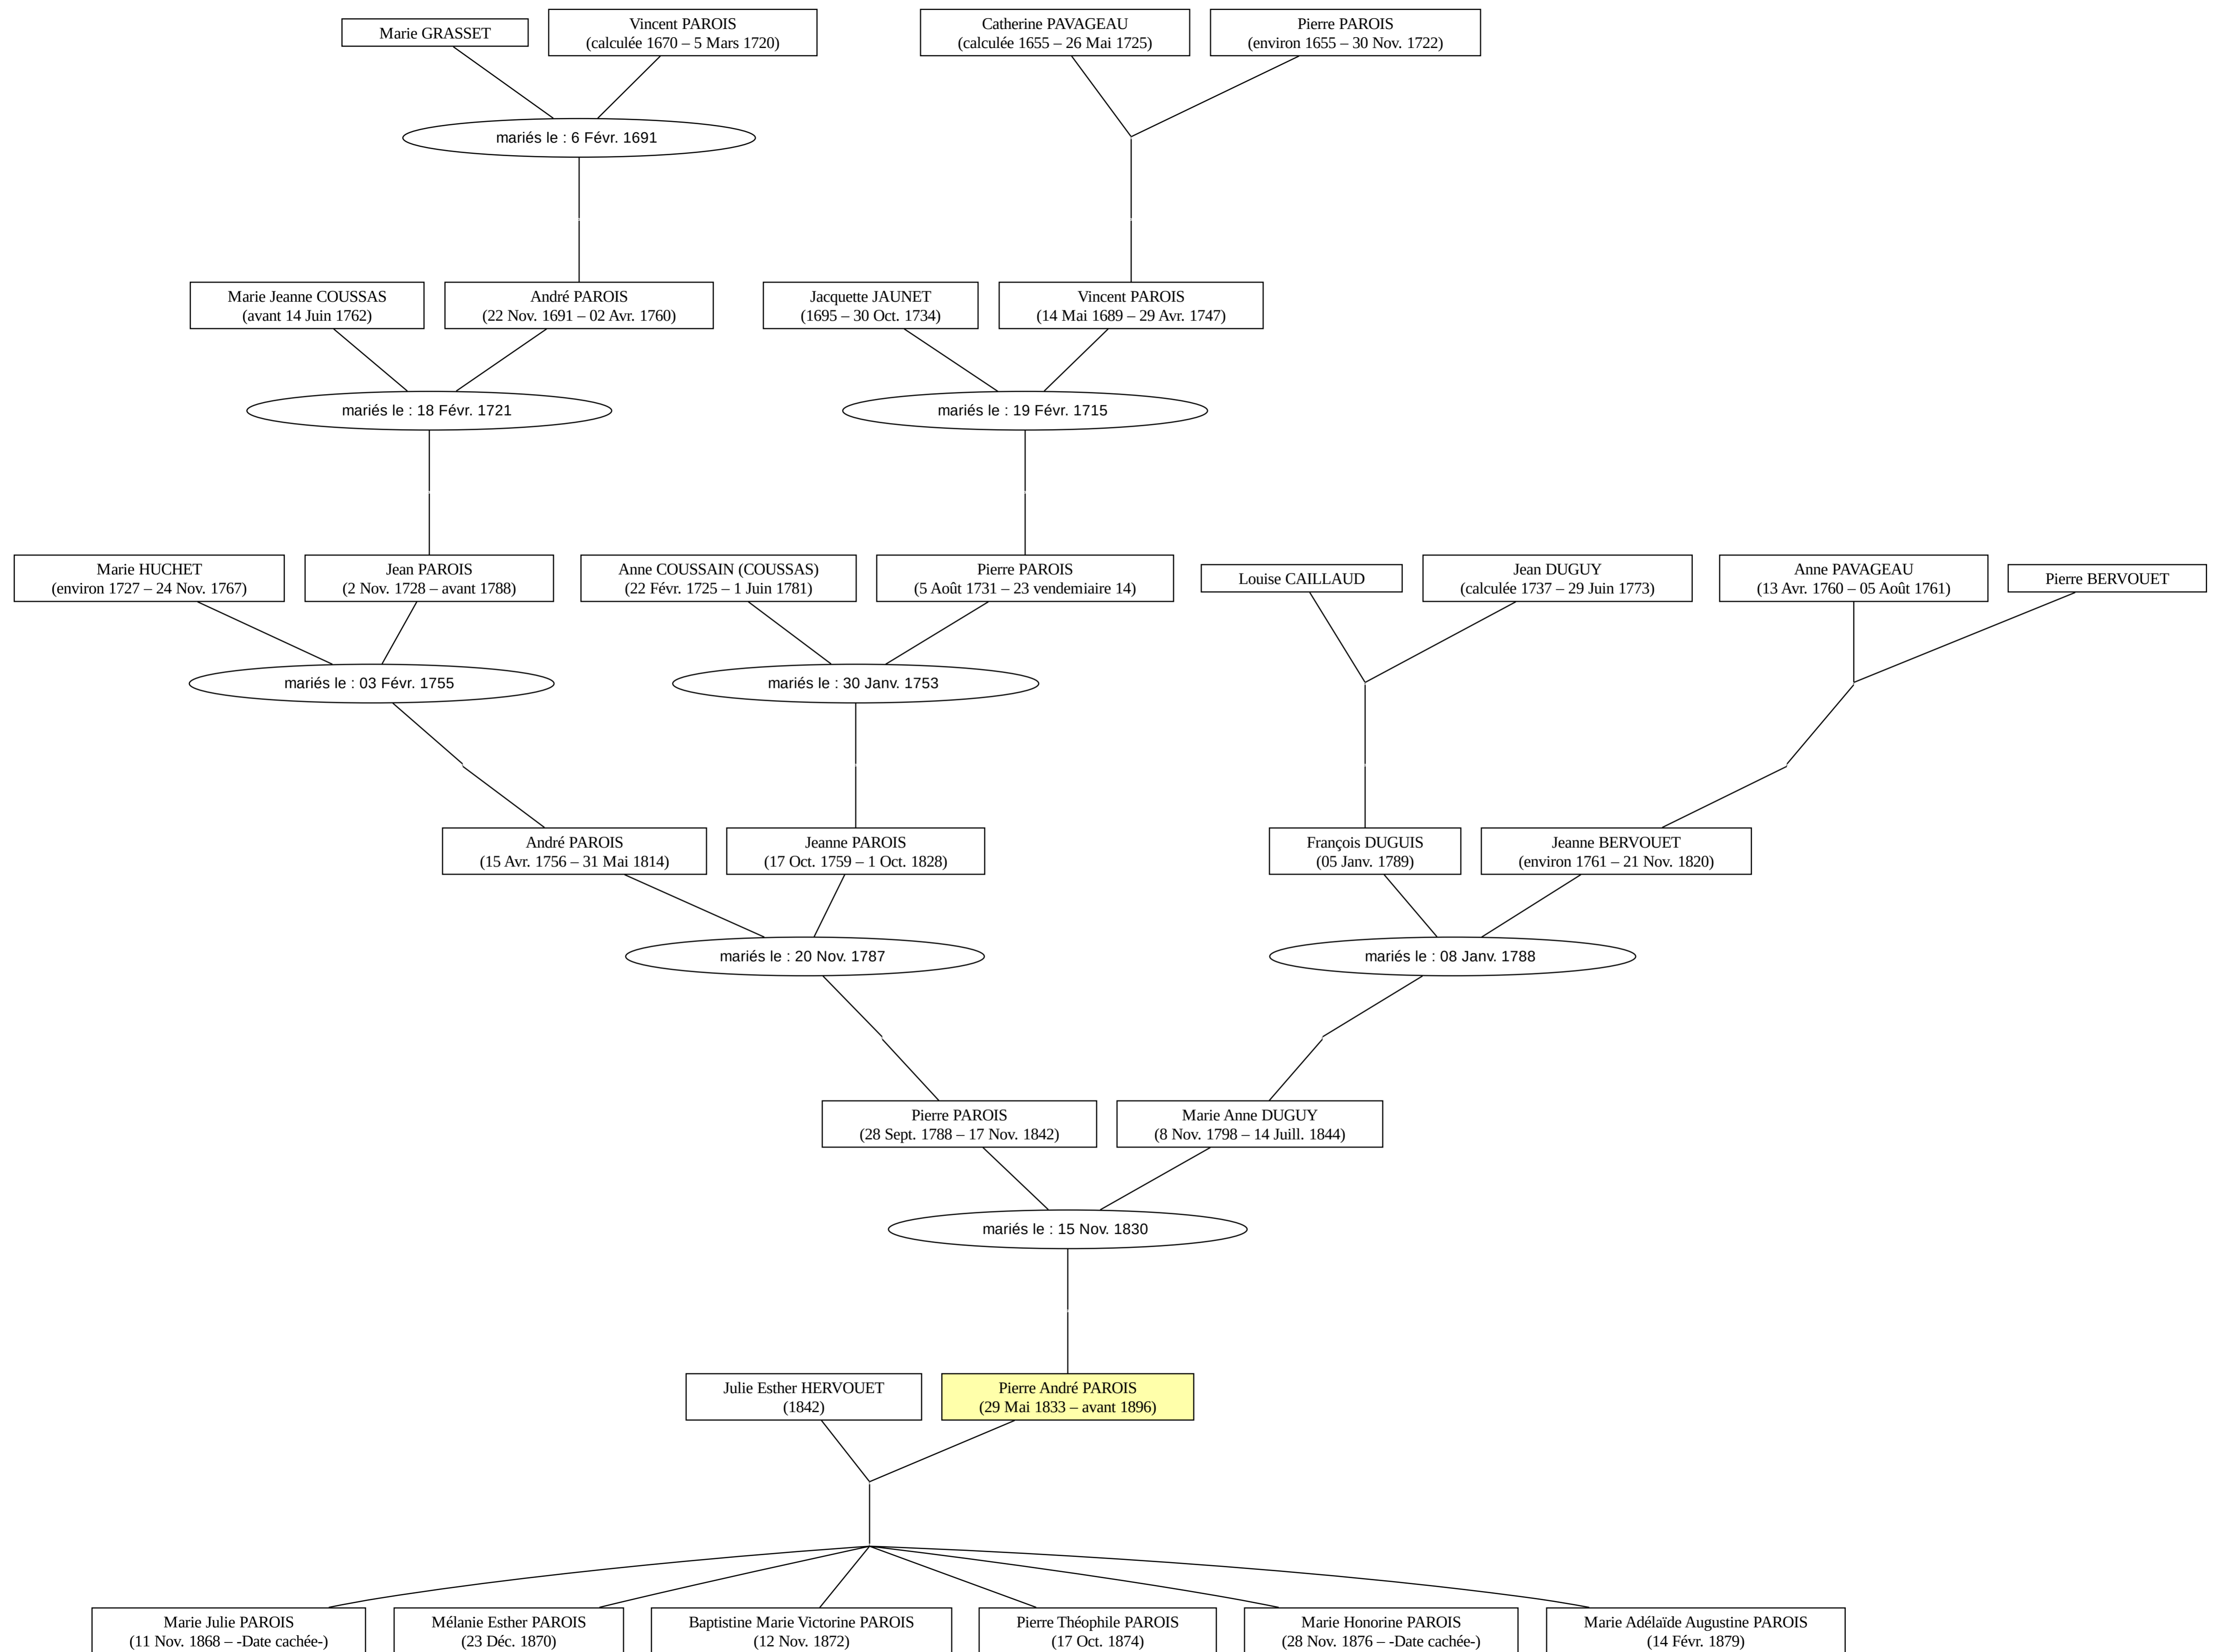 Marie GRASSET
Vincent PAROIS
(calculée 1670 – 5 Mars 1720)
Catherine PAVAGEAU
(calculée 1655 – 26 Mai 1725)
Pierre PAROIS
(environ 1655 – 30 Nov. 1722)
mariés le : 6 Févr. 1691
Marie Jeanne COUSSAS
(avant 14 Juin 1762)
André PAROIS
(22 Nov. 1691 – 02 Avr. 1760)
Jacquette JAUNET
(1695 – 30 Oct. 1734)
Vincent PAROIS
(14 Mai 1689 – 29 Avr. 1747)
mariés le : 18 Févr. 1721
mariés le : 19 Févr. 1715
Marie HUCHET
(environ 1727 – 24 Nov. 1767)
Jean PAROIS
(2 Nov. 1728 – avant 1788)
Anne COUSSAIN (COUSSAS)
(22 Févr. 1725 – 1 Juin 1781)
Pierre PAROIS
(5 Août 1731 – 23 vendemiaire 14)
Louise CAILLAUD
Jean DUGUY
(calculée 1737 – 29 Juin 1773)
Anne PAVAGEAU
(13 Avr. 1760 – 05 Août 1761)
Pierre BERVOUET
mariés le : 03 Févr. 1755
mariés le : 30 Janv. 1753
André PAROIS
(15 Avr. 1756 – 31 Mai 1814)
Jeanne PAROIS
(17 Oct. 1759 – 1 Oct. 1828)
François DUGUIS
(05 Janv. 1789)
Jeanne BERVOUET
(environ 1761 – 21 Nov. 1820)
mariés le : 20 Nov. 1787
mariés le : 08 Janv. 1788
Pierre PAROIS
(28 Sept. 1788 – 17 Nov. 1842)
Marie Anne DUGUY
(8 Nov. 1798 – 14 Juill. 1844)
mariés le : 15 Nov. 1830
Julie Esther HERVOUET
(1842)
Pierre André PAROIS
(29 Mai 1833 – avant 1896)
Marie Julie PAROIS
(11 Nov. 1868 – -Date cachée-)
Mélanie Esther PAROIS
(23 Déc. 1870)
Baptistine Marie Victorine PAROIS
(12 Nov. 1872)
Pierre Théophile PAROIS
(17 Oct. 1874)
Marie Honorine PAROIS
(28 Nov. 1876 – -Date cachée-)
Marie Adélaïde Augustine PAROIS
(14 Févr. 1879)